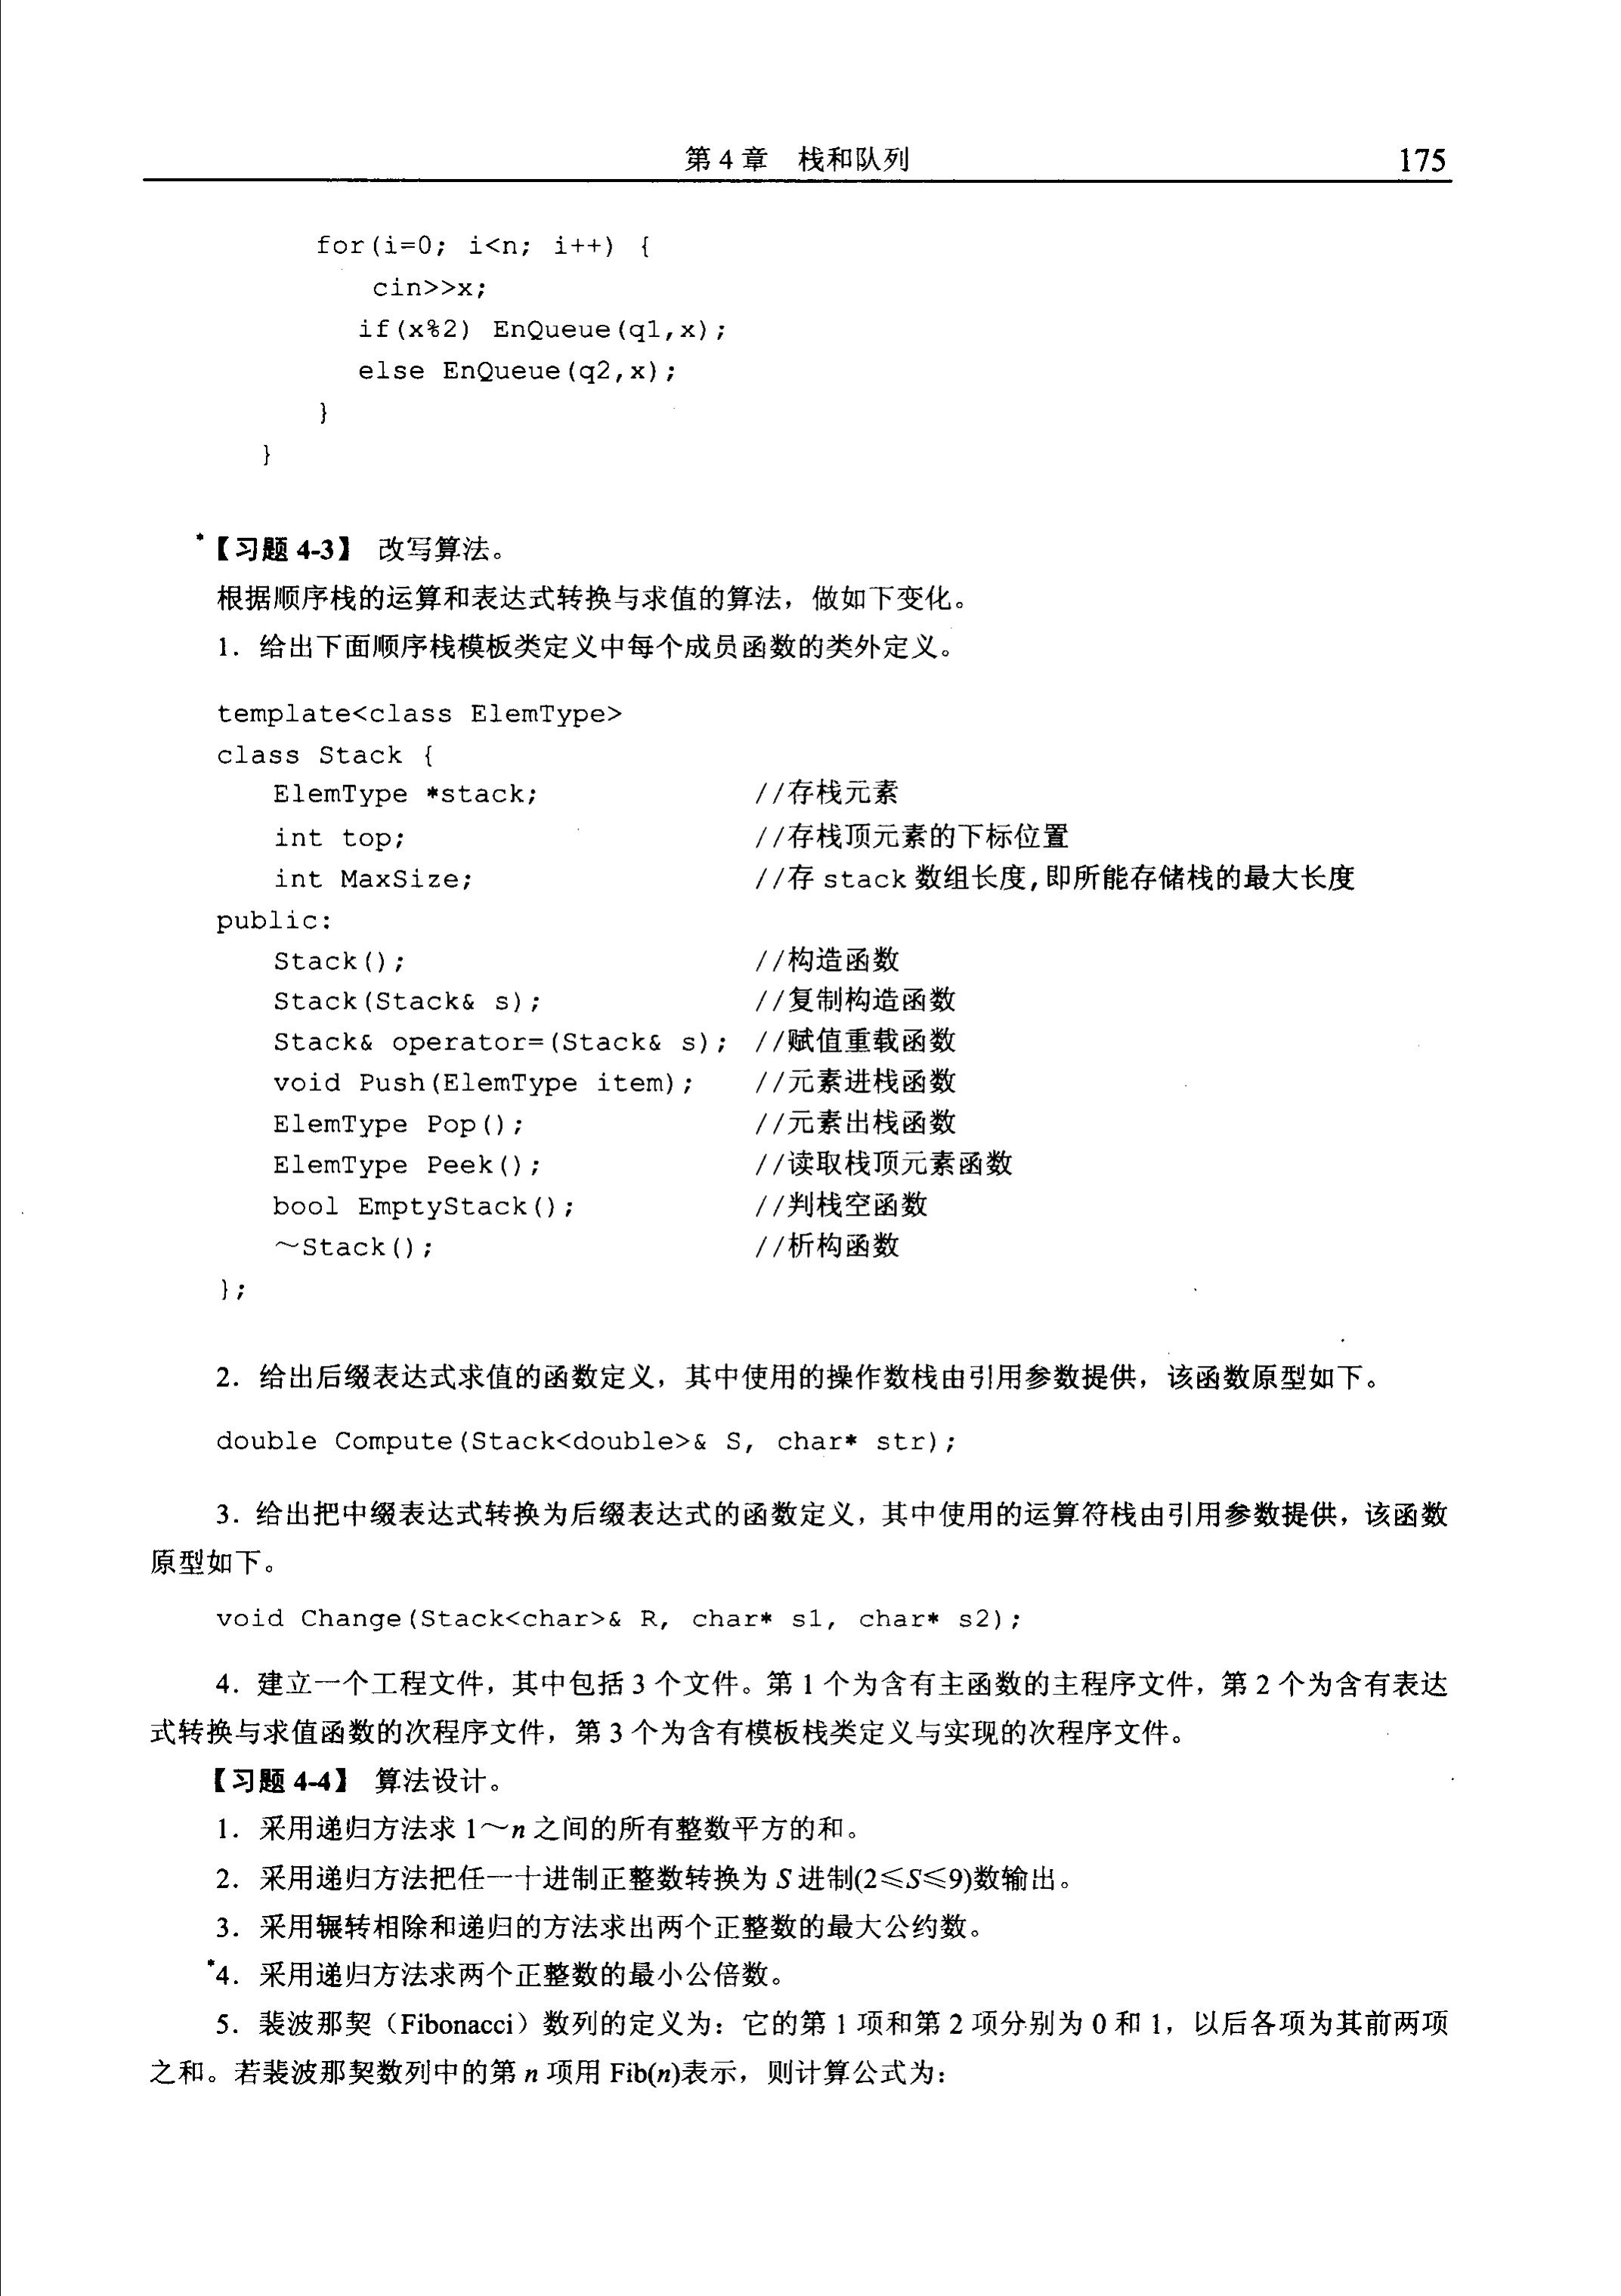 第 4 章　栈和队列　175
for(i=0; i<n; i++) {
cin>>x;
if(x%2) EnQueue(q1,x);
else EnQueue(q2,x);
}
}
*【习题 4-3】 改写算法。
根据顺序栈的运算和表达式转换与求值的算法，做如下变化。
1．给出下面顺序栈模板类定义中每个成员函数的类外定义。
template<class ElemType>
class Stack {
ElemType *stack; //存栈元素
int top; //存栈顶元素的下标位置
int MaxSize; //存 stack 数组长度,即所能存储栈的最大长度
public:
Stack(); //构造函数
Stack(Stack& s); //复制构造函数
Stack& operator=(Stack& s); //赋值重载函数
void Push(ElemType item); //元素进栈函数
ElemType Pop(); //元素出栈函数
ElemType Peek(); //读取栈顶元素函数
bool EmptyStack(); //判栈空函数
～Stack(); //析构函数
};
2．给出后缀表达式求值的函数定义，其中使用的操作数栈由引用参数提供，该函数原型如下。
double Compute(Stack<double>& S, char* str);
3．给出把中缀表达式转换为后缀表达式的函数定义，其中使用的运算符栈由引用参数提供，该函数
原型如下。
void Change(Stack<char>& R, char* s1, char* s2);
4．建立一个工程文件，其中包括 3 个文件。第 1 个为含有主函数的主程序文件，第 2 个为含有表达
式转换与求值函数的次程序文件，第 3 个为含有模板栈类定义与实现的次程序文件。
【习题 4-4】 算法设计。
1．采用递归方法求 1～n 之间的所有整数平方的和。
2．采用递归方法把任一十进制正整数转换为 S 进制(2≤S≤9)数输出。
3．采用辗转相除和递归的方法求出两个正整数的最大公约数。
*4．采用递归方法求两个正整数的最小公倍数。
5．裴波那契（Fibonacci）数列的定义为：它的第 1 项和第 2 项分别为 0 和 1，以后各项为其前两项
之和。若裴波那契数列中的第 n 项用 Fib(n)表示，则计算公式为：